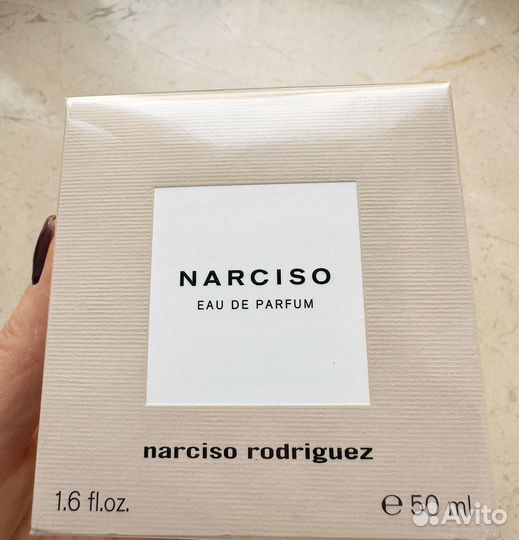 NARCISO
EAU DE PARFUM
narciso rodriguez
1.6 fl.oz. ℮ 50 ml
Avito